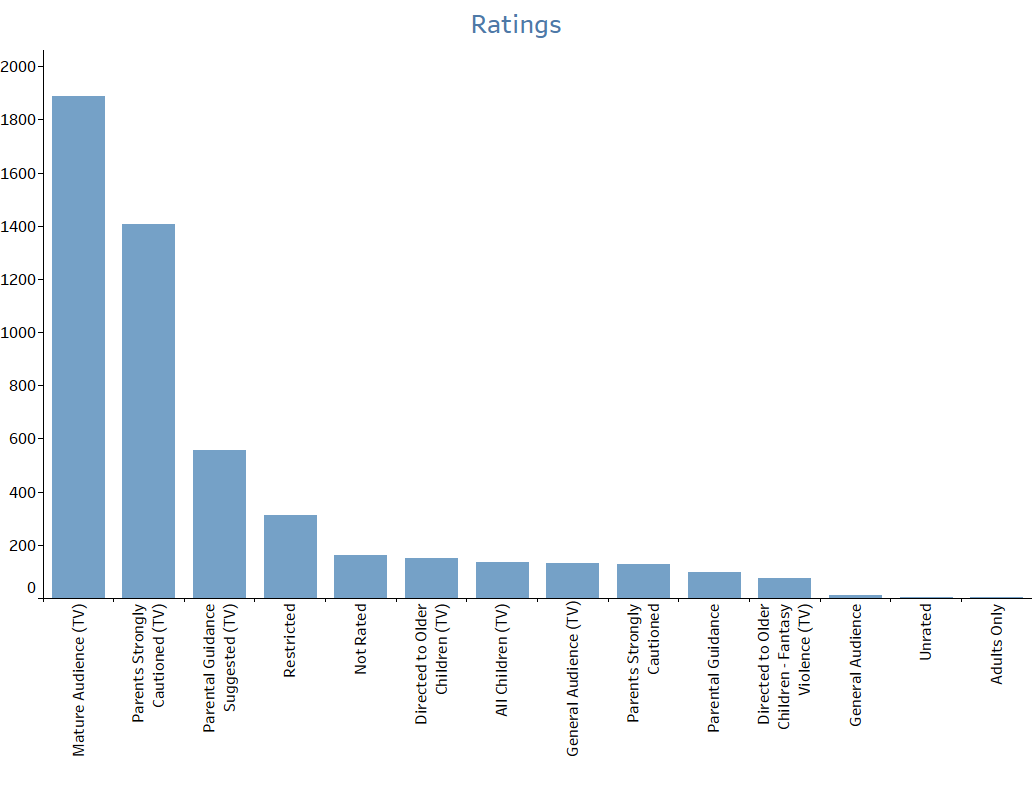 Ratings
2000
1800
1600
1400
1200
1000
800
600
400
200
0
Mature Audience (TV)
Parents Strongly
Cautioned (TV)
Parental Guidance
Suggested (TV)
Restricted
Not Rated
Directed to Older
Children (TV)
All Children (TV)
General Audience (TV)
Parents Strongly
Cautioned
Parental Guidance
Directed to Older
Children - Fantasy
Violence (TV)
General Audience
Unrated
Adults Only